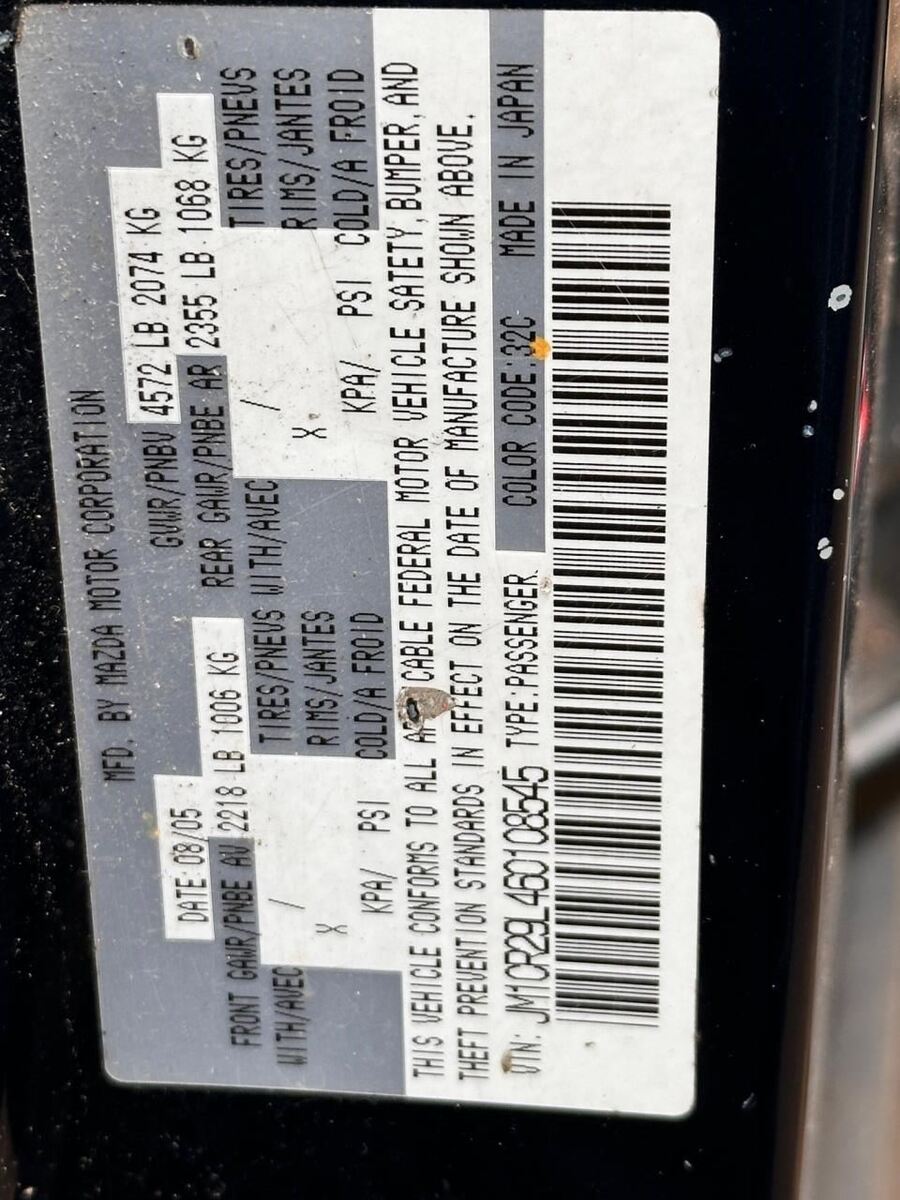 MFD. BY MAZDA MOTOR CORPORATION
DATE 08/05 GVWR/PNBV 4572 LB 2074 KG
FRONT GAWR/PNBE AV 2218 LB 1006 KG REAR GAWR/PNBE AR 2355 LB 1068 KG
WITH/AVEC / TIRES/PNEUS WITH/AVEC / TIRES/PNEUS
X RIMS/JANTES X RIMS/JANTES
KPA/ PSI COLD/A FROID KPA/ PSI COLD/A FROID
THIS VEHICLE CONFORMS TO ALL CABLE FEDERAL MOTOR VEHICLE SATETY, BUMPER, AND
THEFT PREVENTION STANDARDS IN EFFECT ON THE DATE OF MANUFACTURE SHOWN ABOVE.
VIN: JM1CR29L460108545 TYPE:PASSENGER. COLOR CODE:32C MADE IN JAPAN